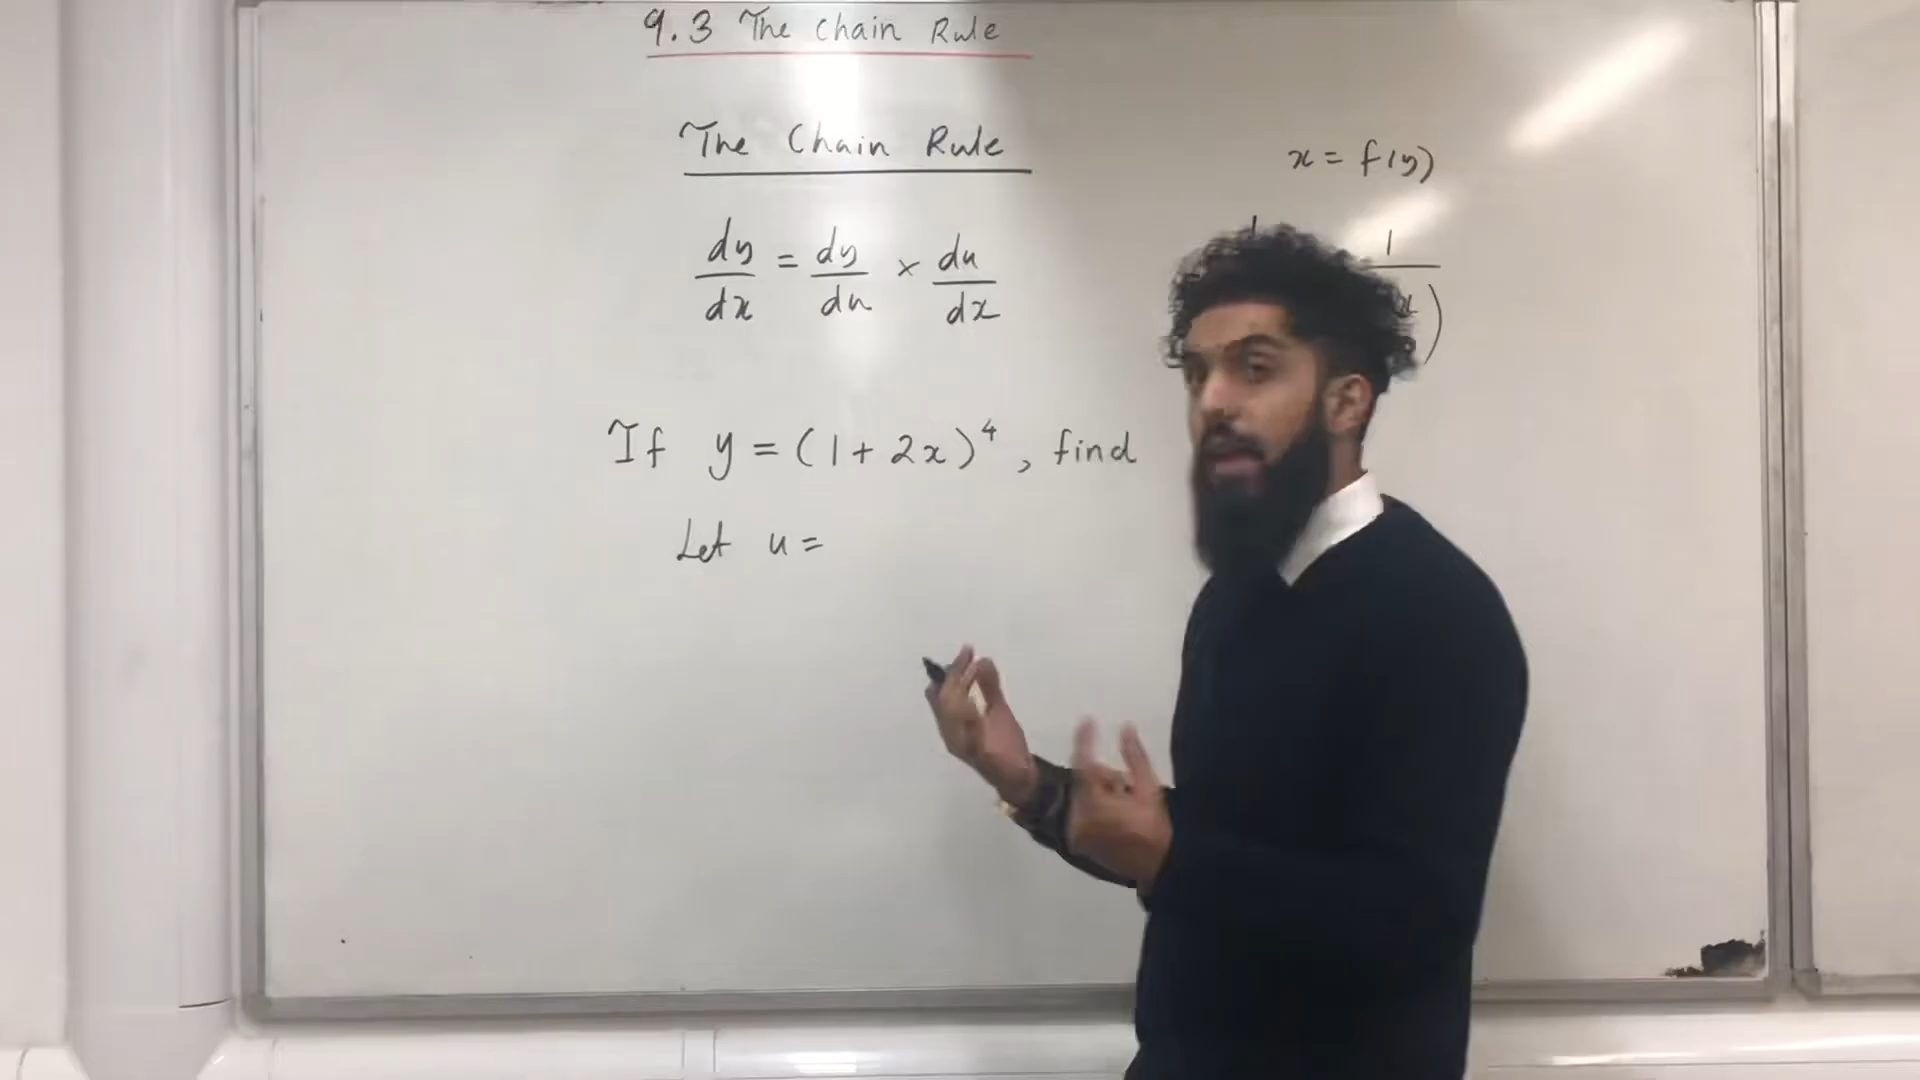 9.3 The Chain Rule
The Chain Rule
dy/dx = dy/du × du/dx
If y = (1 + 2x)⁴, find
Let u =
x = f(y)
1